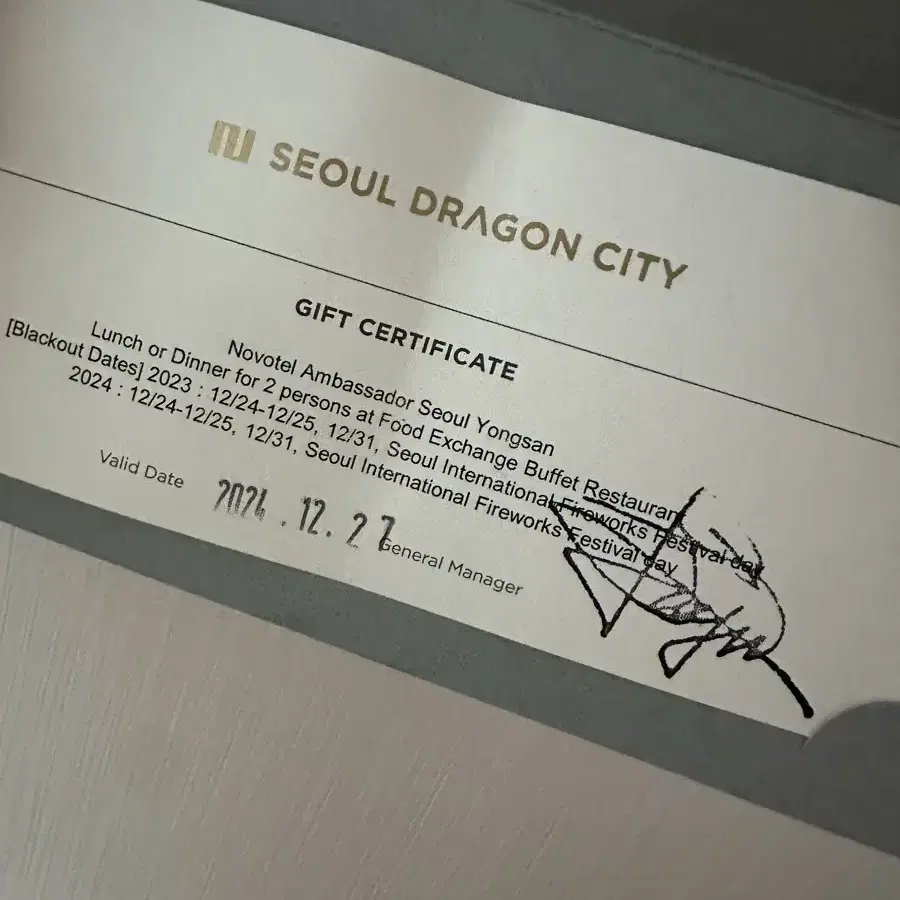 SEOUL DRAGON CITY
GIFT CERTIFICATE
Novotel Ambassador Seoul Yongsan
Lunch or Dinner for 2 persons at Food Exchange Buffet Restaurant
[Blackout Dates] 2023 : 12/24-12/25, 12/31, Seoul International Fireworks Festival day
2024 : 12/24-12/25, 12/31, Seoul International Fireworks Festival day
Valid Date 2024.12.27
General Manager